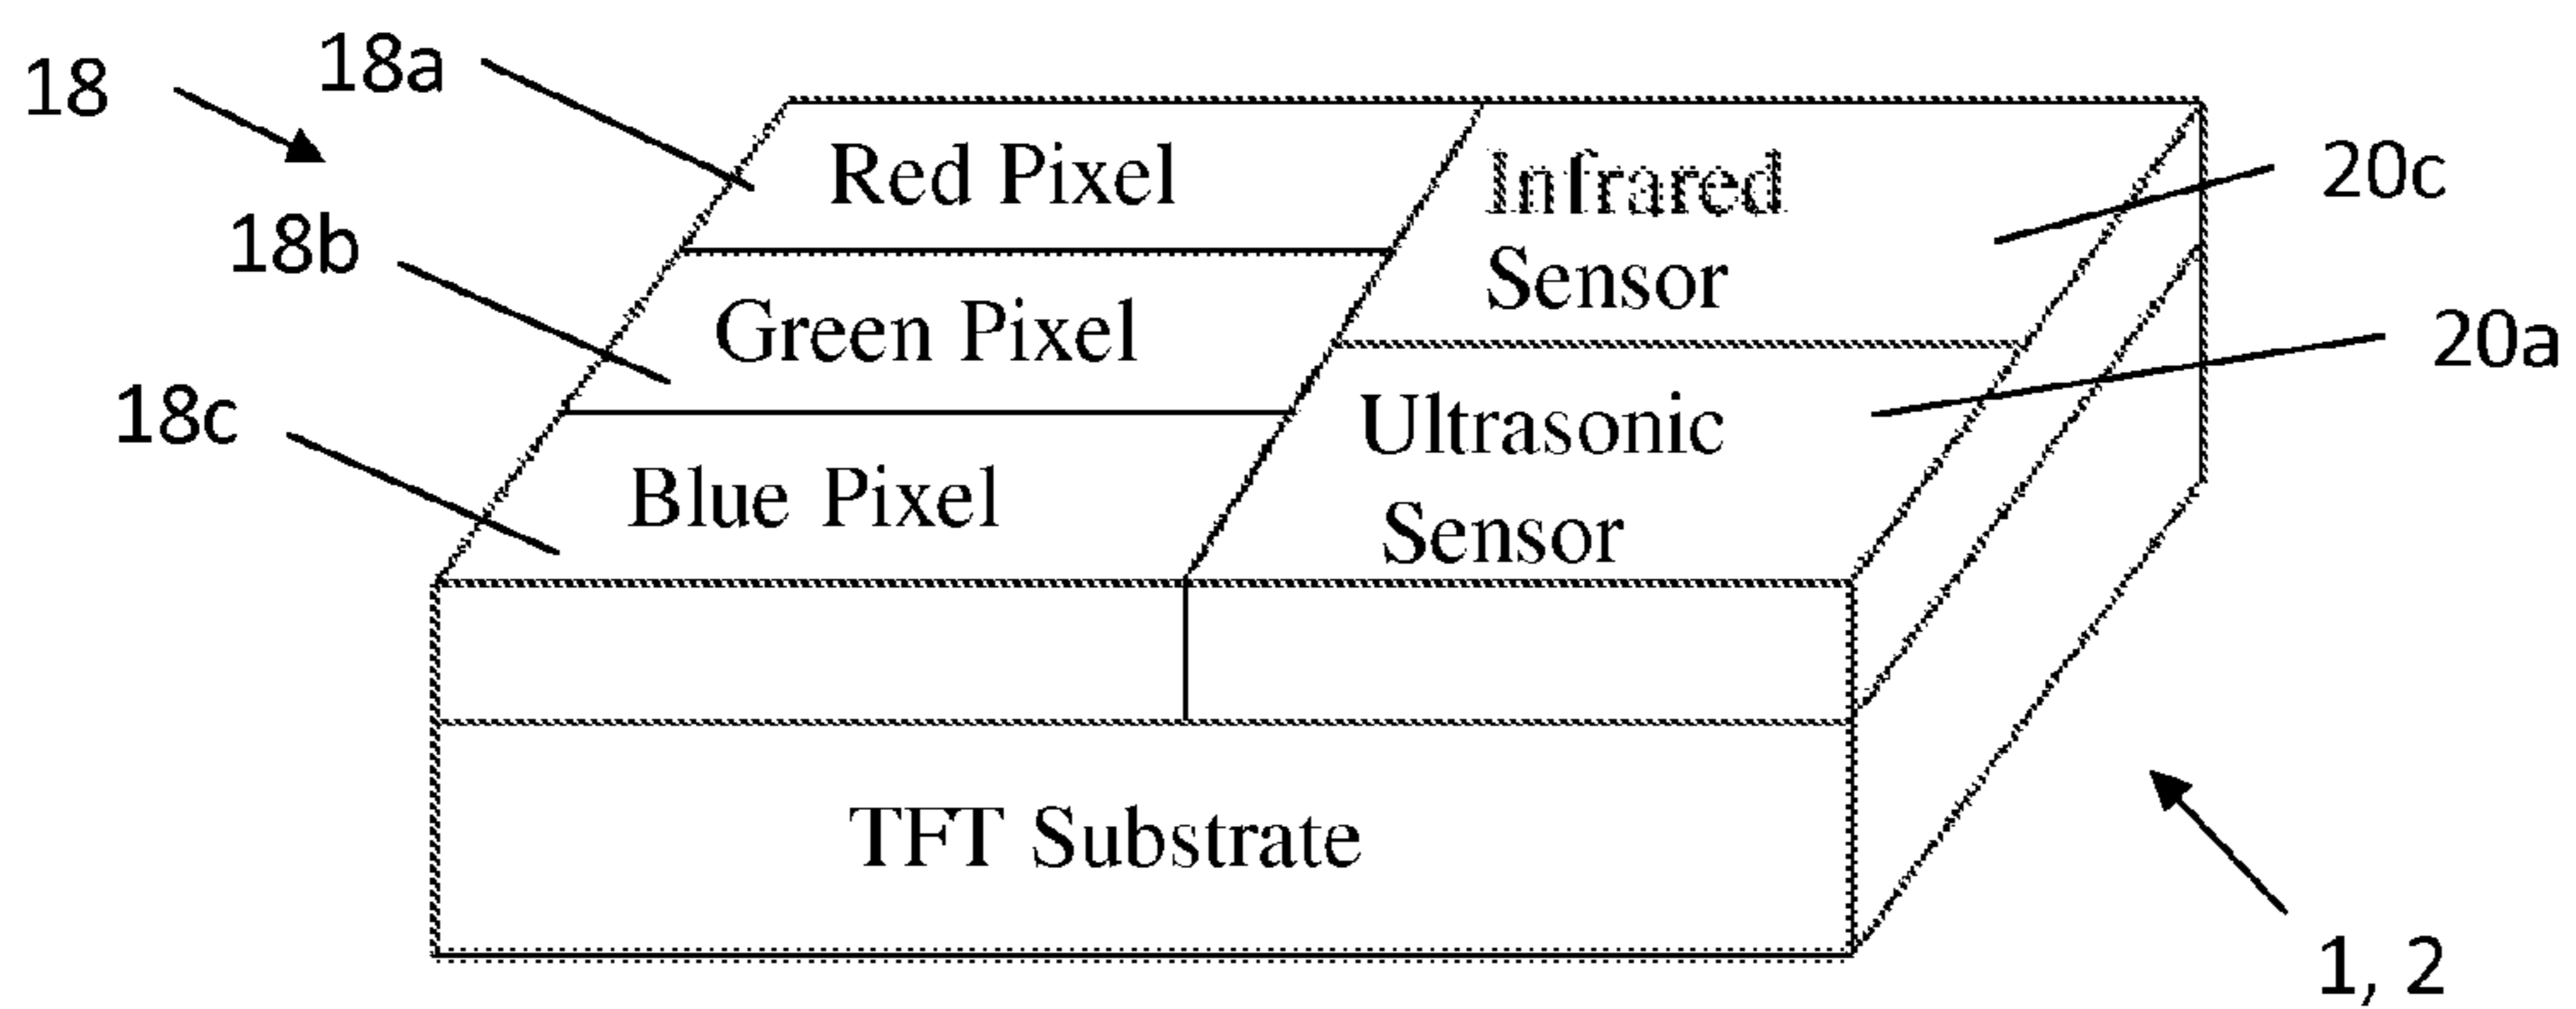 18
18a
Red Pixel
Infrared
Sensor
20c
18b
Green Pixel
20a
18c
Blue Pixel
Ultrasonic
Sensor
TFT Substrate
1, 2